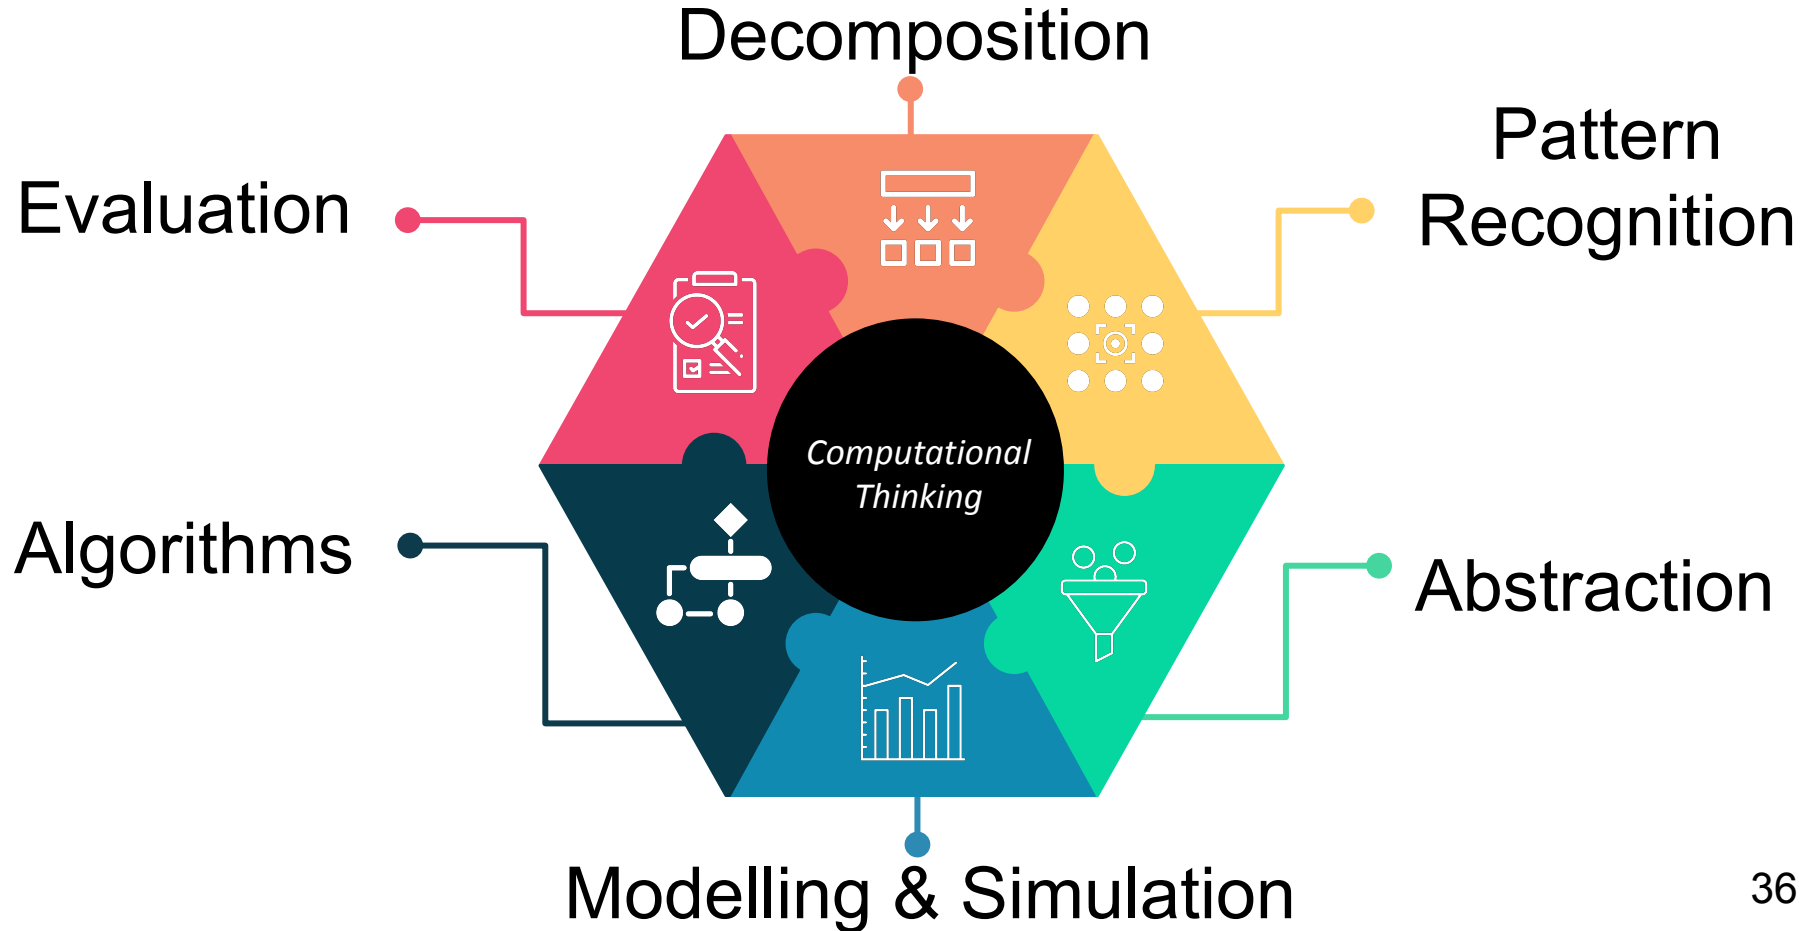 Decomposition
Pattern
Recognition
Evaluation
Computational
Thinking
Algorithms
Abstraction
Modelling & Simulation
36